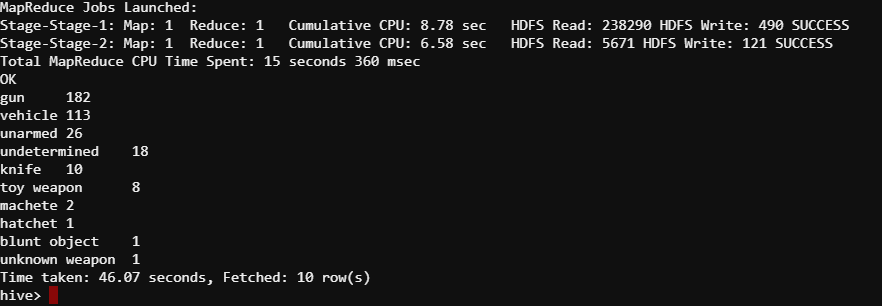 MapReduce Jobs Launched:
Stage-Stage-1: Map: 1  Reduce: 1   Cumulative CPU: 8.78 sec   HDFS Read: 238290 HDFS Write: 490 SUCCESS
Stage-Stage-2: Map: 1  Reduce: 1   Cumulative CPU: 6.58 sec   HDFS Read: 5671 HDFS Write: 121 SUCCESS
Total MapReduce CPU Time Spent: 15 seconds 360 msec
OK
gun     182
vehicle 113
unarmed 26
undetermined    18
knife   10
toy weapon      8
machete 2
hatchet 1
blunt object    1
unknown weapon  1
Time taken: 46.07 seconds, Fetched: 10 row(s)
hive>